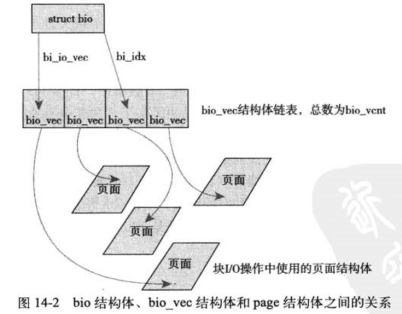 struct bio
bi_io_vec
bi_idx
bio_vec bio_vec bio_vec bio_vec
bio_vec结构体链表，总数为bio_vcnt
页面
页面
页面
页面
块I/O操作中使用的页面结构体
图 14-2 bio 结构体、bio_vec 结构体和 page 结构体之间的关系